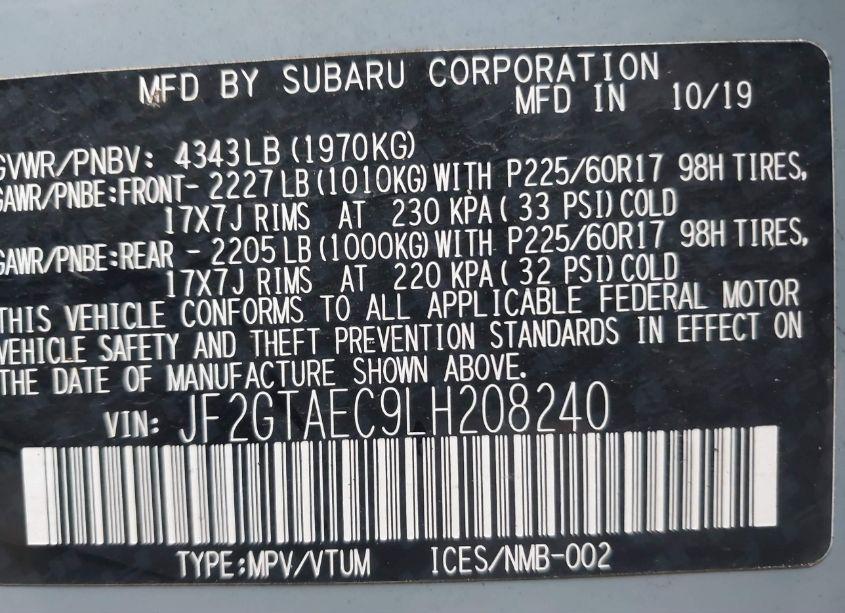 MFD BY SUBARU CORPORATION
MFD IN 10/19
GVWR/PNBV: 4343LB (1970KG)
GAWR/PNBE:FRONT- 2227 LB (1010KG) WITH P225/60R17 98H TIRES,
17X7J RIMS AT 230 KPA ( 33 PSI) COLD
GAWR/PNBE:REAR - 2205 LB (1000KG) WITH P225/60R17 98H TIRES,
17X7J RIMS AT 220 KPA ( 32 PSI) COLD
THIS VEHICLE CONFORMS TO ALL APPLICABLE FEDERAL MOTOR
VEHICLE SAFETY AND THEFT PREVENTION STANDARDS IN EFFECT ON
THE DATE OF MANUFACTURE SHOWN ABOVE.
VIN: JF2GTAEC9LH208240
TYPE:MPV/VTUM ICES/NMB-002